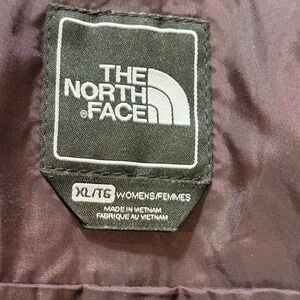 THE
NORTH
®FACE
XL/TG WOMENS/FEMMES
MADE IN VIETNAM
FABRIQUÉ AU VIETNAM